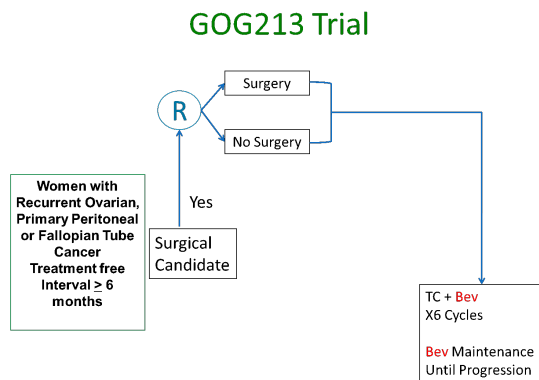 GOG213 Trial
Surgery
R
No Surgery
Women with
Recurrent Ovarian,
Primary Peritoneal
or Fallopian Tube
Cancer
Treatment free
Interval ≥ 6
months
Yes
Surgical
Candidate
TC + Bev
X6 Cycles
Bev Maintenance
Until Progression